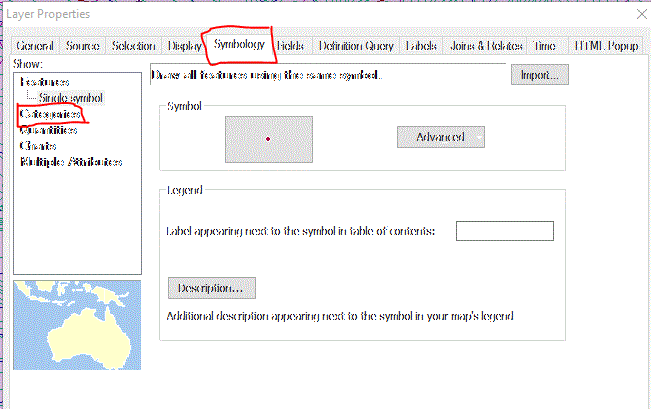 Layer Properties
General Source Selection Display Symbology Fields Definition Query Labels Joins & Relates Time HTML Popup
Show:
Features
Single symbol
Categories
Quantities
Charts
Multiple Attributes
Draw all features using the same symbol.
Import...
Symbol
Advanced
Legend
Label appearing next to the symbol in table of contents:
Description...
Additional description appearing next to the symbol in your map's legend